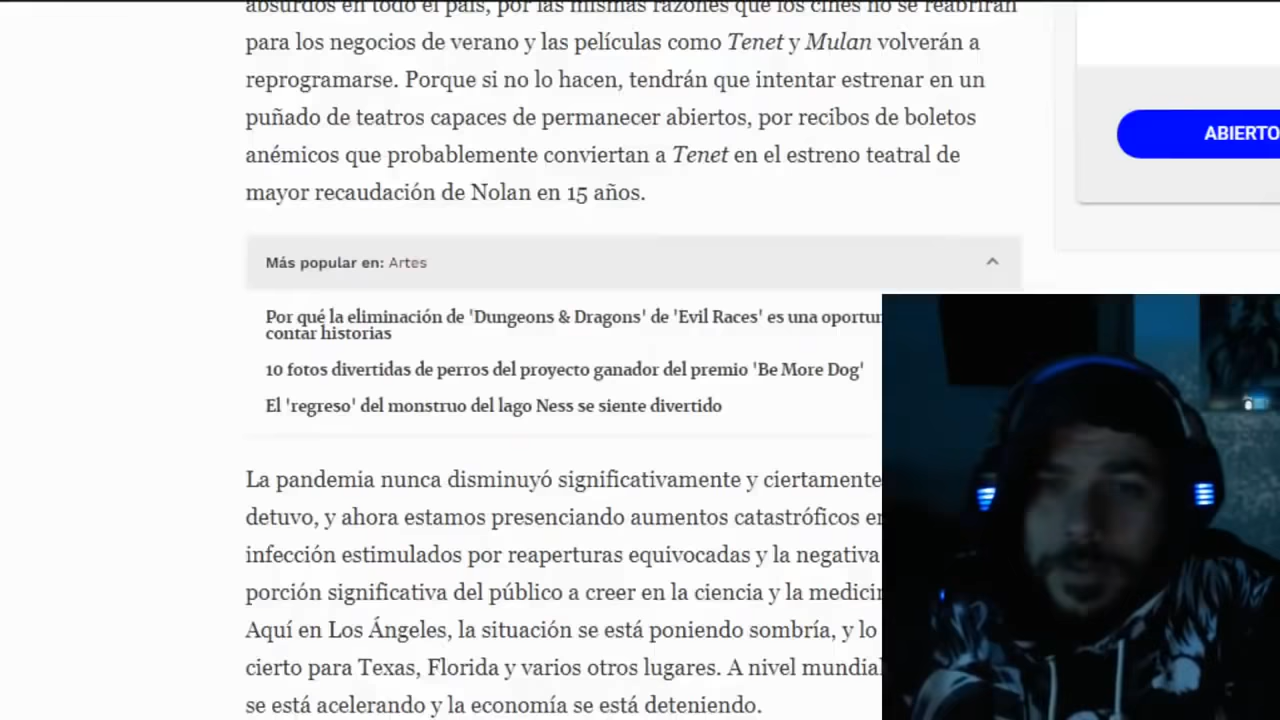 absurdos en todo el país, por las mismas razones que los cines no se reabrirán
para los negocios de verano y las películas como Tenet y Mulan volverán a
reprogramarse. Porque si no lo hacen, tendrán que intentar estrenar en un
puñado de teatros capaces de permanecer abiertos, por recibos de boletos
anémicos que probablemente conviertan a Tenet en el estreno teatral de
mayor recaudación de Nolan en 15 años.
ABIERTO
Más popular en: Artes
Por qué la eliminación de 'Dungeons & Dragons' de 'Evil Races' es una
contar historias
10 fotos divertidas de perros del proyecto ganador del premio 'Be More Dog'
El 'regreso' del monstruo del lago Ness se siente divertido
La pandemia nunca disminuyó significativamente y ciertamente
detuvo, y ahora estamos presenciando aumentos catastróficos
infección estimulados por reaperturas equivocadas y la negativa
porción significativa del público a creer en la ciencia y la
Aquí en Los Ángeles, la situación se está poniendo sombría, y lo
cierto para Texas, Florida y varios otros lugares. A nivel mundial
se está acelerando y la economía se está deteniendo.